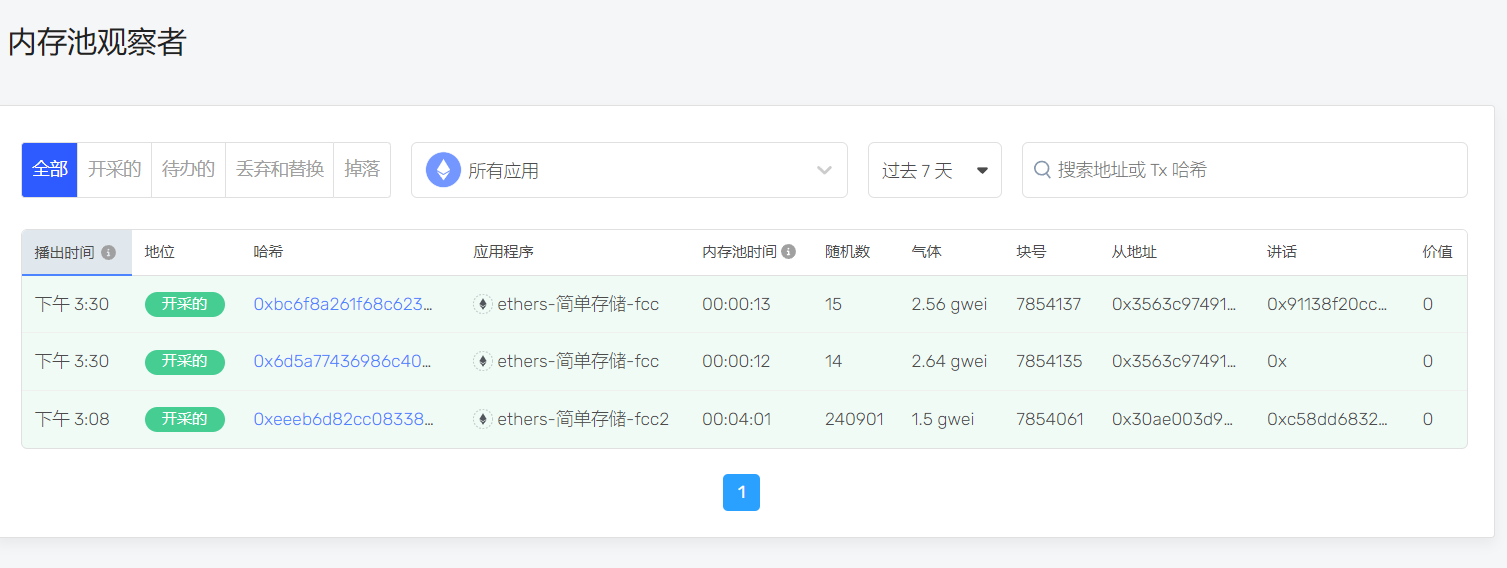 内存池观察者
全部 开采的 待办的 丢弃和替换 掉落 所有应用 过去 7 天 搜索地址或 Tx 哈希
播出时间 地位 哈希 应用程序 内存池时间 随机数 气体 块号 从地址 讲话 价值
下午 3:30 开采的 0xbc6f8a261f68c623... ethers-简单存储-fcc 00:00:13 15 2.56 gwei 7854137 0x3563c97491... 0x91138f20cc... 0
下午 3:30 开采的 0x6d5a77436986c40... ethers-简单存储-fcc 00:00:12 14 2.64 gwei 7854135 0x3563c97491... 0x 0
下午 3:08 开采的 0xeeeb6d82cc08338... ethers-简单存储-fcc2 00:04:01 240901 1.5 gwei 7854061 0x30ae003d9... 0xc58dd6832... 0
1